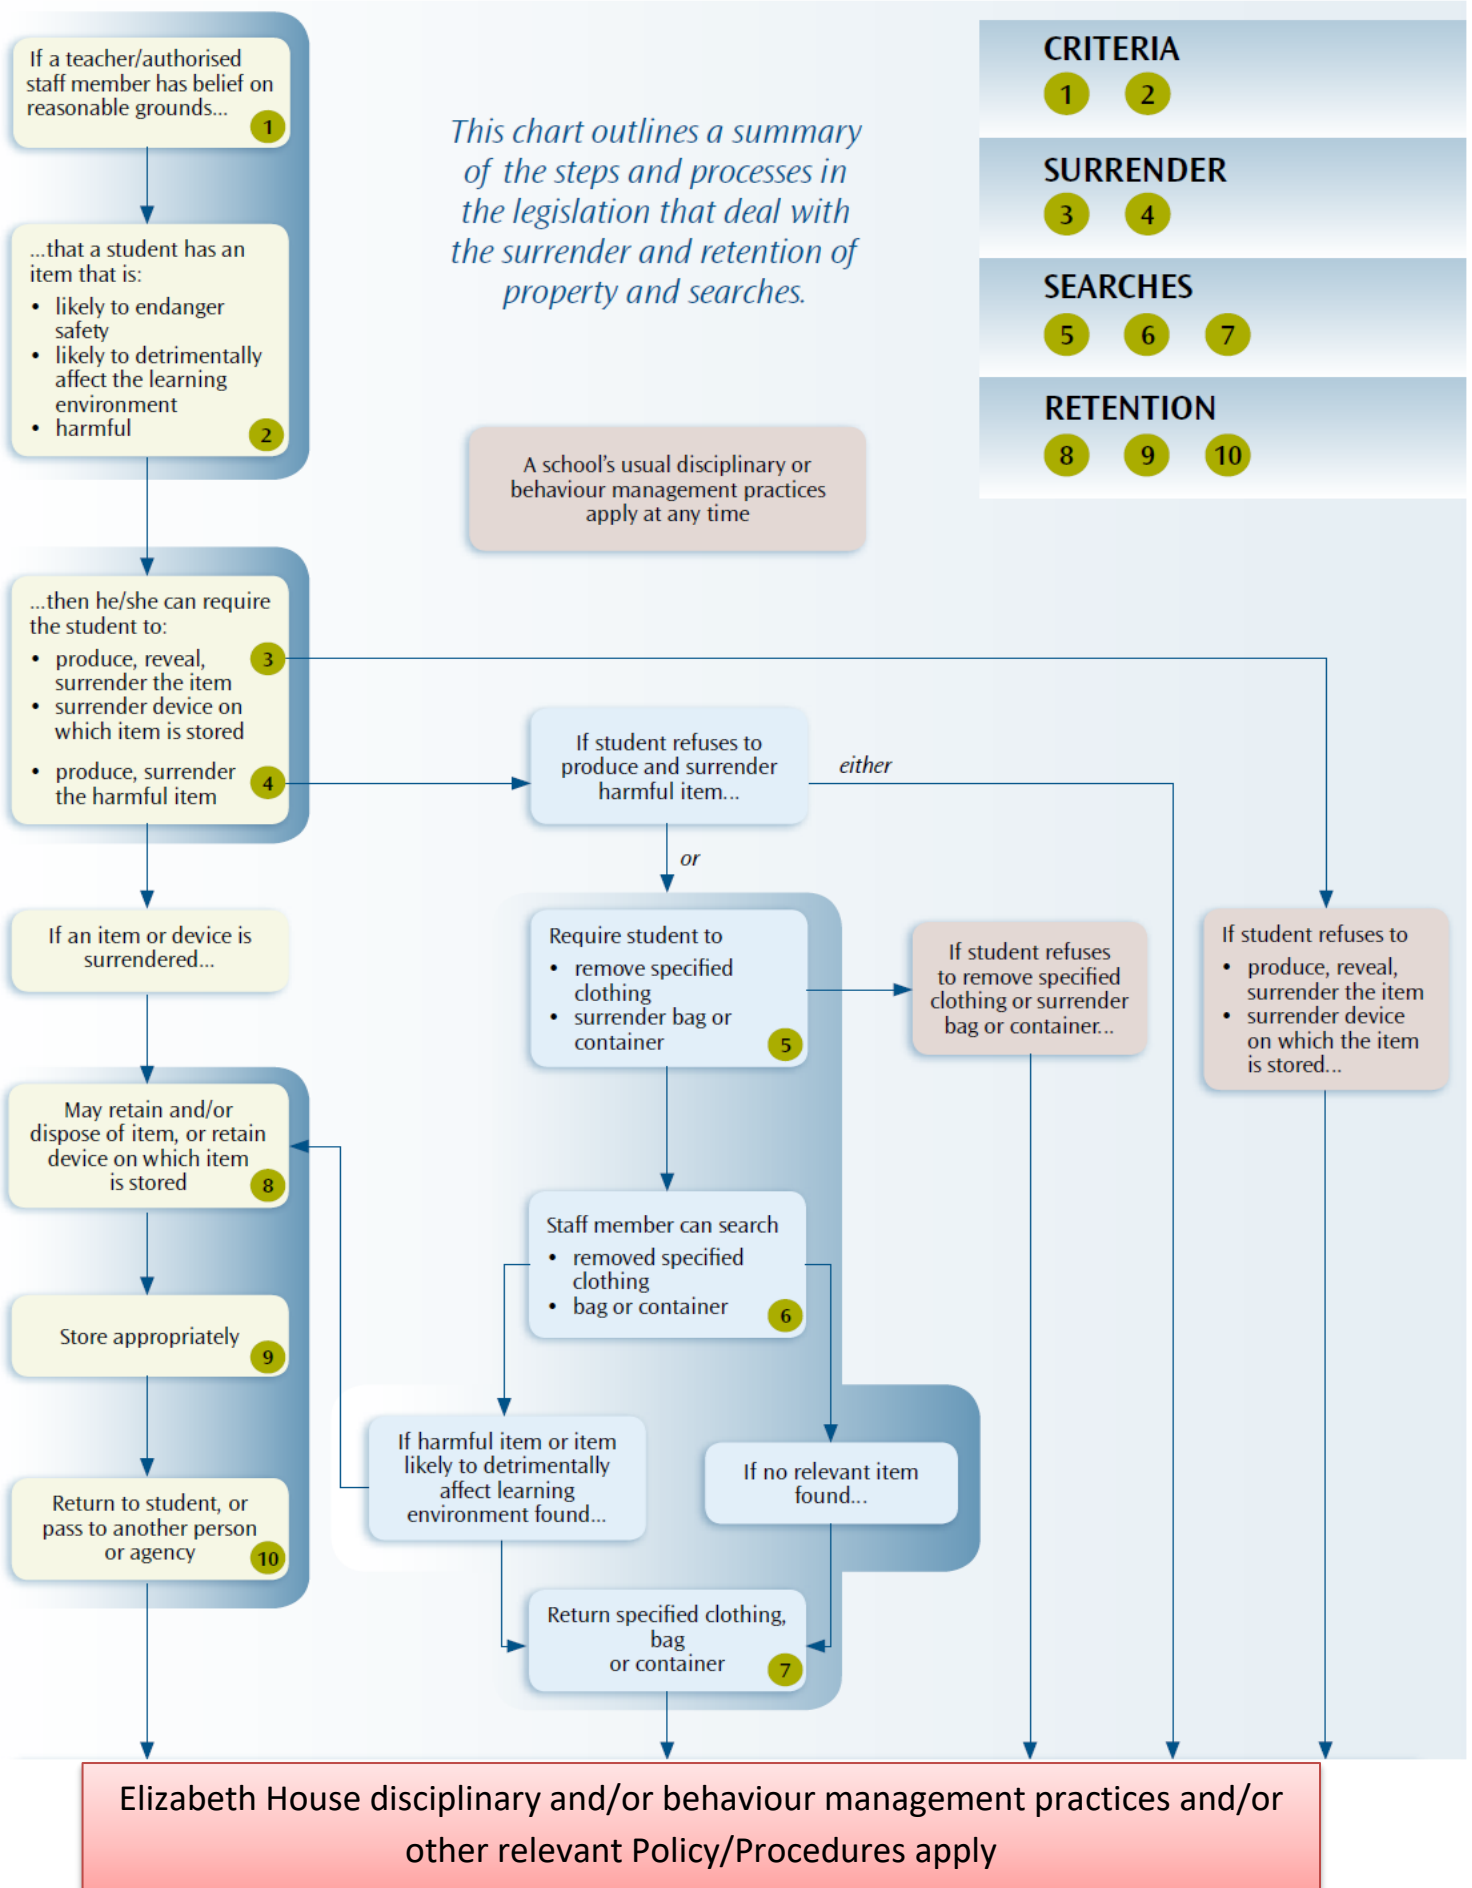 If a teacher/authorised
staff member has belief on
reasonable grounds...
1
...that a student has an
item that is:
• likely to endanger
safety
• likely to detrimentally
affect the learning
environment
• harmful
2
This chart outlines a summary
of the steps and processes in
the legislation that deal with
the surrender and retention of
property and searches.
CRITERIA
1 2
SURRENDER
3 4
SEARCHES
5 6 7
RETENTION
8 9 10
A school's usual disciplinary or
behaviour management practices
apply at any time
...then he/she can require
the student to:
• produce, reveal,
surrender the item
3
• surrender device on
which item is stored
• produce, surrender
the harmful item
4
If student refuses to
produce and surrender
harmful item...
either
or
If an item or device is
surrendered...
Require student to
• remove specified
clothing
• surrender bag or
container
5
If student refuses
to remove specified
clothing or surrender
bag or container...
If student refuses to
• produce, reveal,
surrender the item
• surrender device
on which the item
is stored...
May retain and/or
dispose of item, or retain
device on which item
is stored
8
Staff member can search
• removed specified
clothing
• bag or container
6
Store appropriately
9
If harmful item or item
likely to detrimentally
affect learning
environment found...
If no relevant item
found...
Return to student, or
pass to another person
or agency
10
Return specified clothing,
bag
or container
7
Elizabeth House disciplinary and/or behaviour management practices and/or
other relevant Policy/Procedures apply